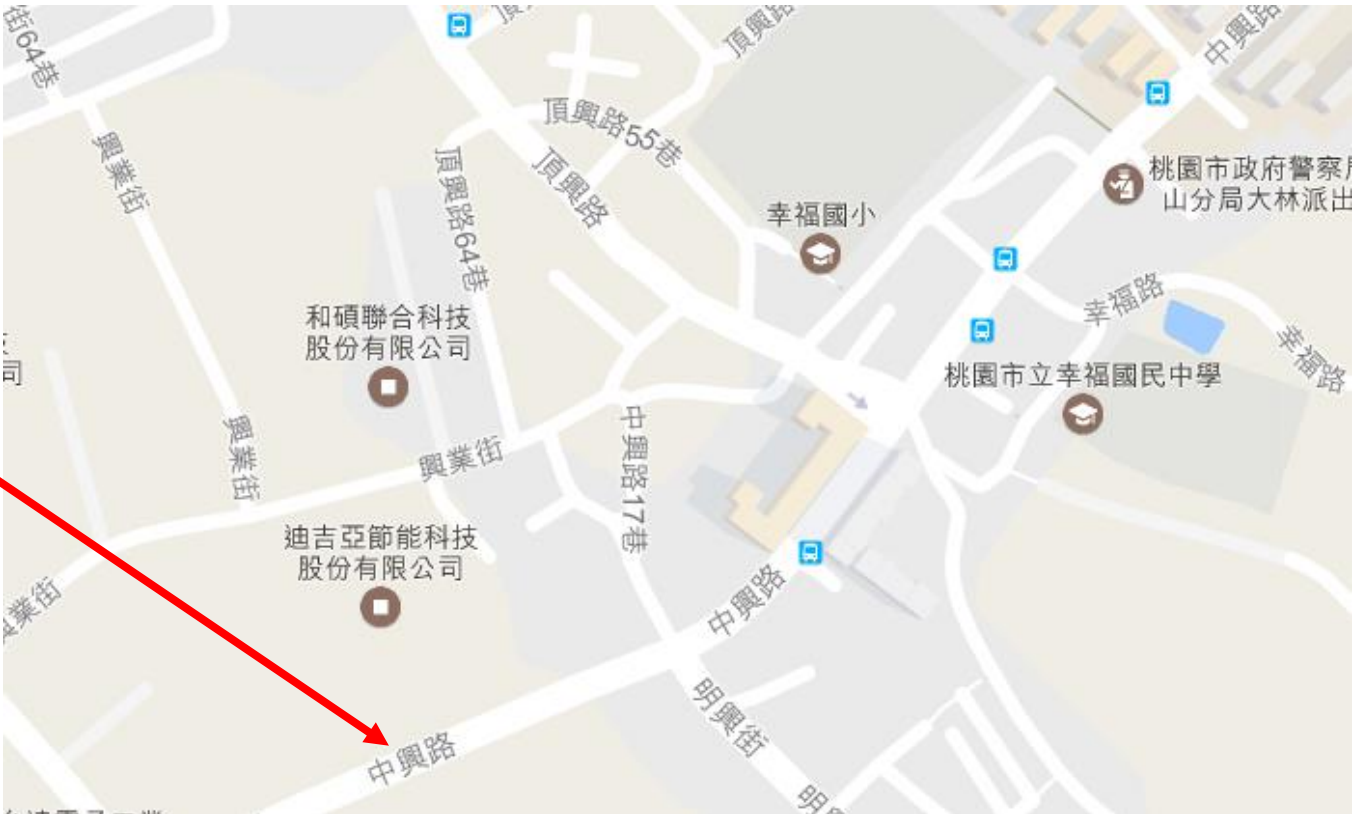 街64巷
頂興路
中興路
興業街
頂興路55巷
頂興路
頂興路64巷
幸福國小
桃園市政府警察局
山分局大林派出
和碩聯合科技
股份有限公司
司
幸福路
幸福路
桃園市立幸福國民中學
中興路17巷
興業街
興業街
迪吉亞節能科技
股份有限公司
興業街
中興路
明興街
中興路
明興